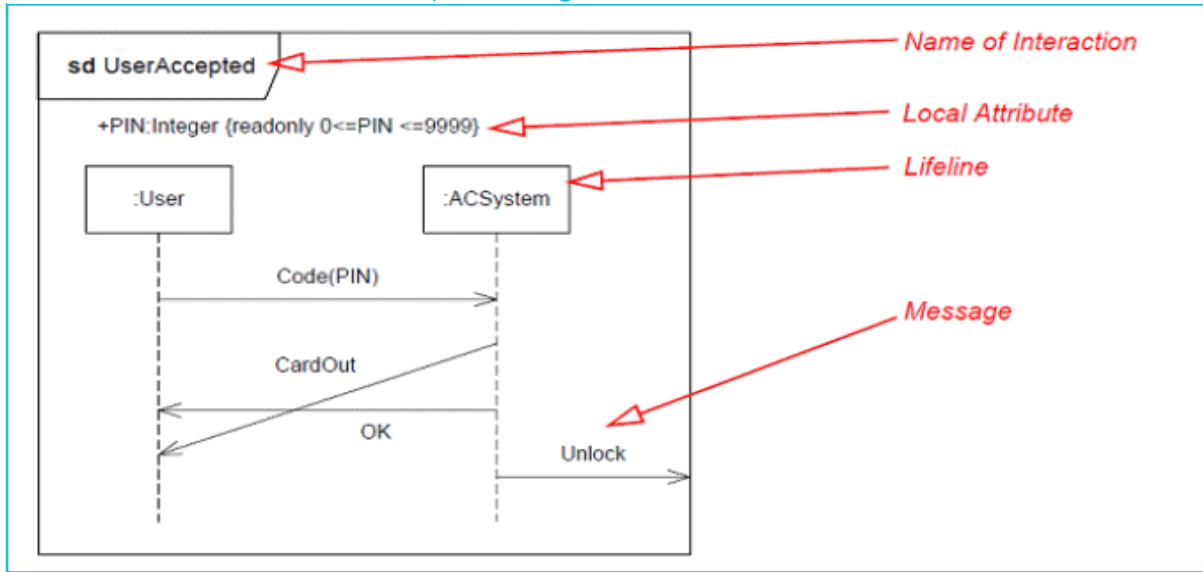 Name of Interaction
sd UserAccepted
+PIN:Integer {readonly 0<=PIN <=9999}
Local Attribute
Lifeline
:User
:ACSystem
Code(PIN)
Message
CardOut
OK
Unlock